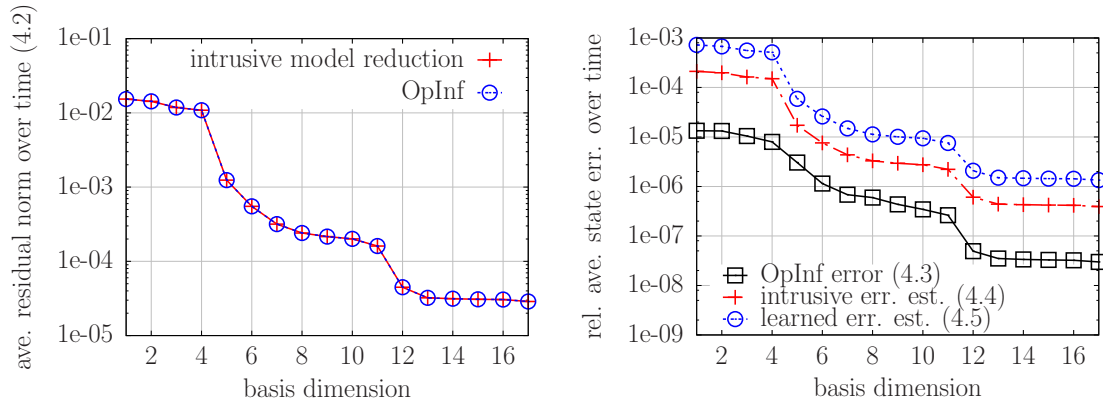 ave. residual norm over time (4.2)
1e-01
1e-02
1e-03
1e-04
1e-05
intrusive model reduction
OpInf
2 4 6 8 10 12 14 16
basis dimension
rel. ave. state err. over time
1e-03
1e-04
1e-05
1e-06
1e-07
1e-08
1e-09
OpInf error (4.3)
intrusive err. est. (4.4)
learned err. est. (4.5)
2 4 6 8 10 12 14 16
basis dimension